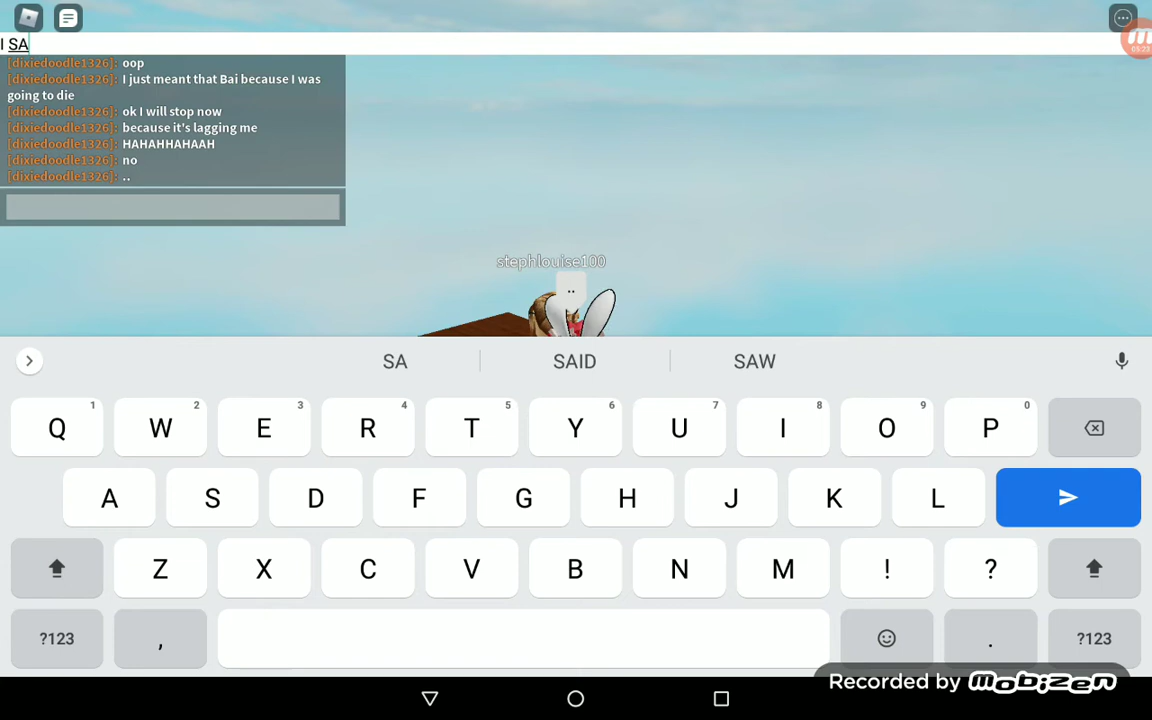 I SA
[dixiedoodle1326]: oop
[dixiedoodle1326]: I just meant that Bai because I was
going to die
[dixiedoodle1326]: ok I will stop now
[dixiedoodle1326]: because it's lagging me
[dixiedoodle1326]: HAHAHHAHAAH
[dixiedoodle1326]: no
[dixiedoodle1326]: ..
05:23
stephlouise100
..
SA SAID SAW
Q 1 W 2 E 3 R 4 T 5 Y 6 U 7 I 8 O 9 P 0
A S D F G H J K L
Z X C V B N M ! ?
?123 , . ?123
Recorded by mobizen